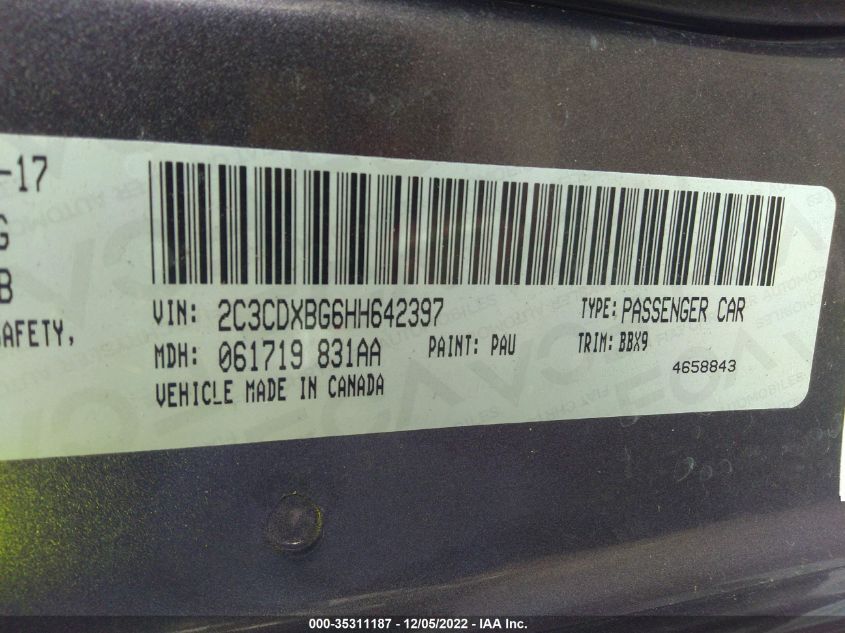 -17
G
B
SAFETY,
VIN: 2C3CDXBG6HH642397 TYPE: PASSENGER CAR
MDH: 061719 831AA PAINT: PAU TRIM: BBX9
VEHICLE MADE IN CANADA 4658843
000-35311187 - 12/05/2022 - IAA Inc.